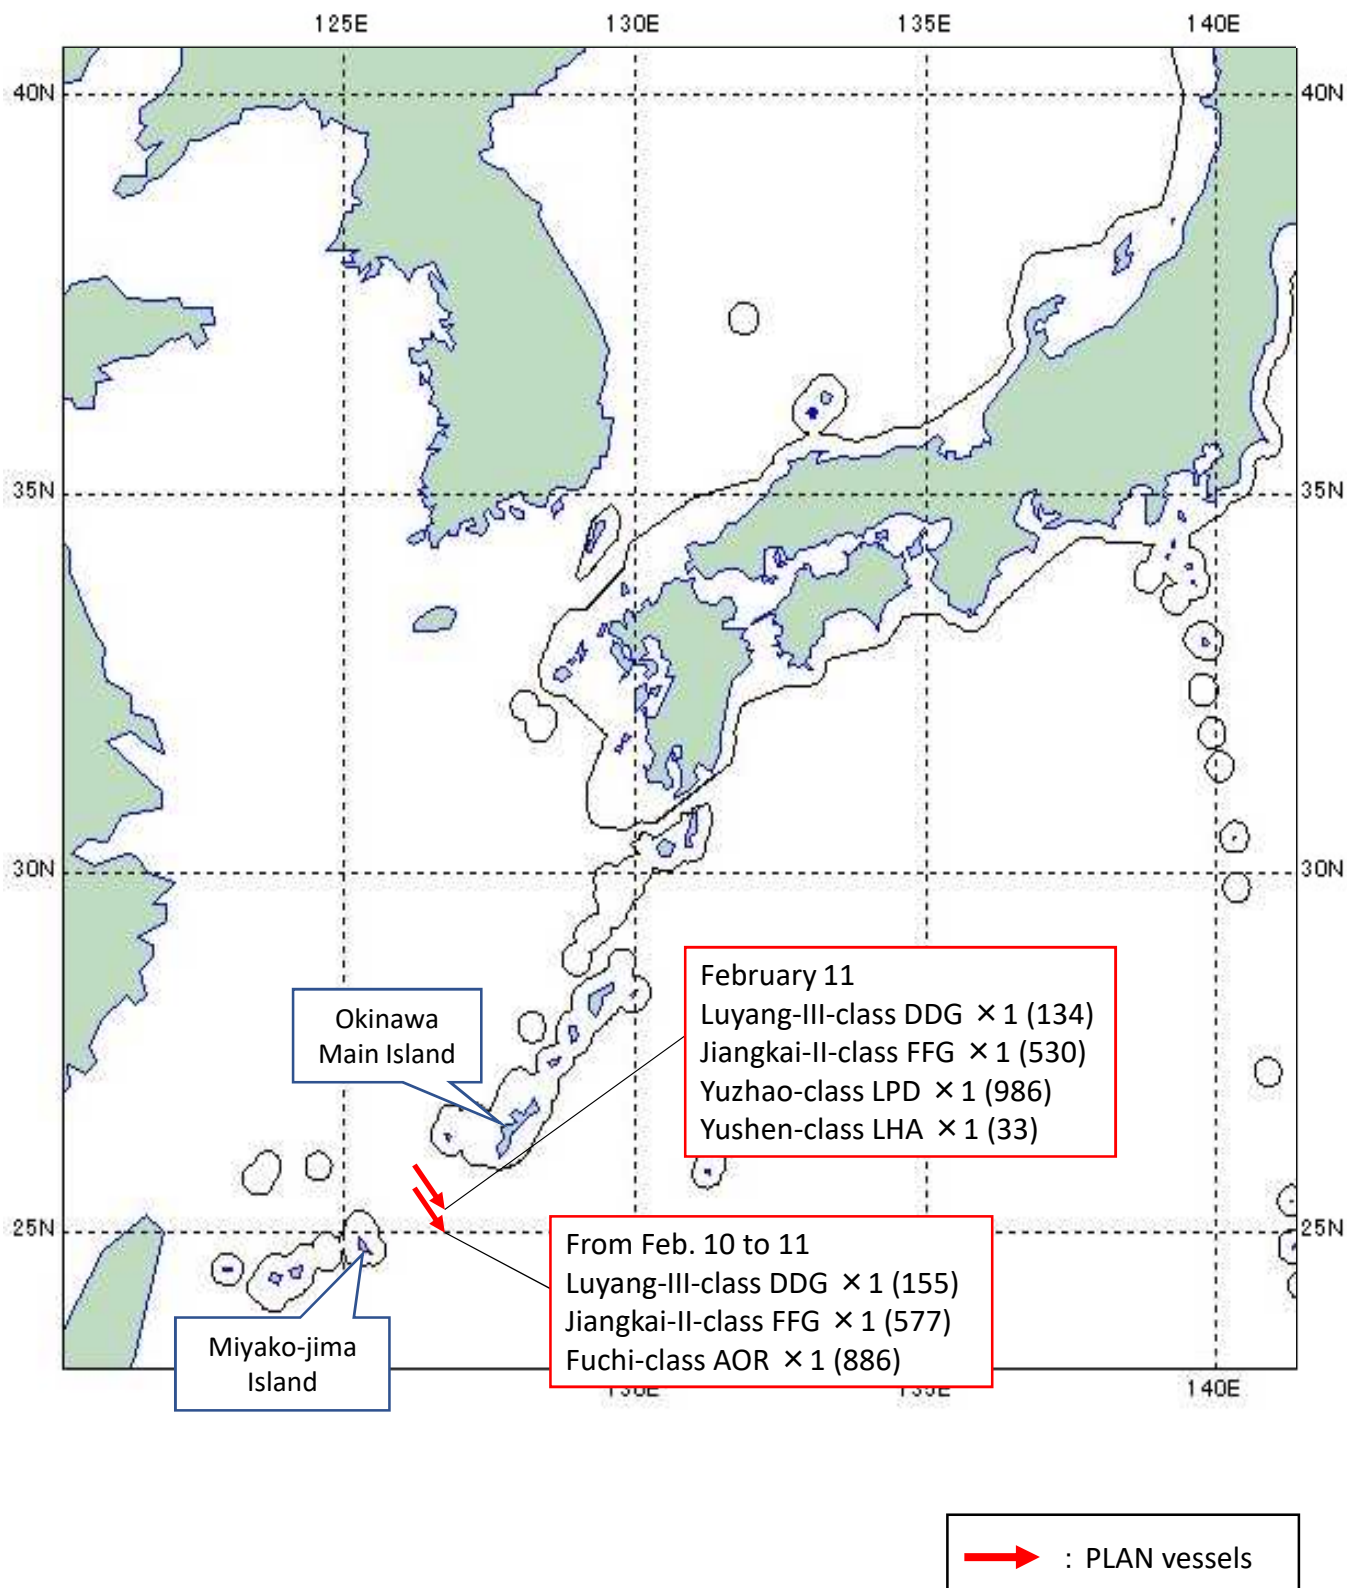 125E 130E 135E 140E
40N 40N
35N 35N
30N 30N
February 11
Luyang-III-class DDG ×1 (134)
Jiangkai-II-class FFG ×1 (530)
Yuzhao-class LPD ×1 (986)
Yushen-class LHA ×1 (33)
Okinawa
Main Island
25N 25N
From Feb. 10 to 11
Luyang-III-class DDG ×1 (155)
Jiangkai-II-class FFG ×1 (577)
Fuchi-class AOR ×1 (886)
Miyako-jima
Island
130E 135E 140E
: PLAN vessels